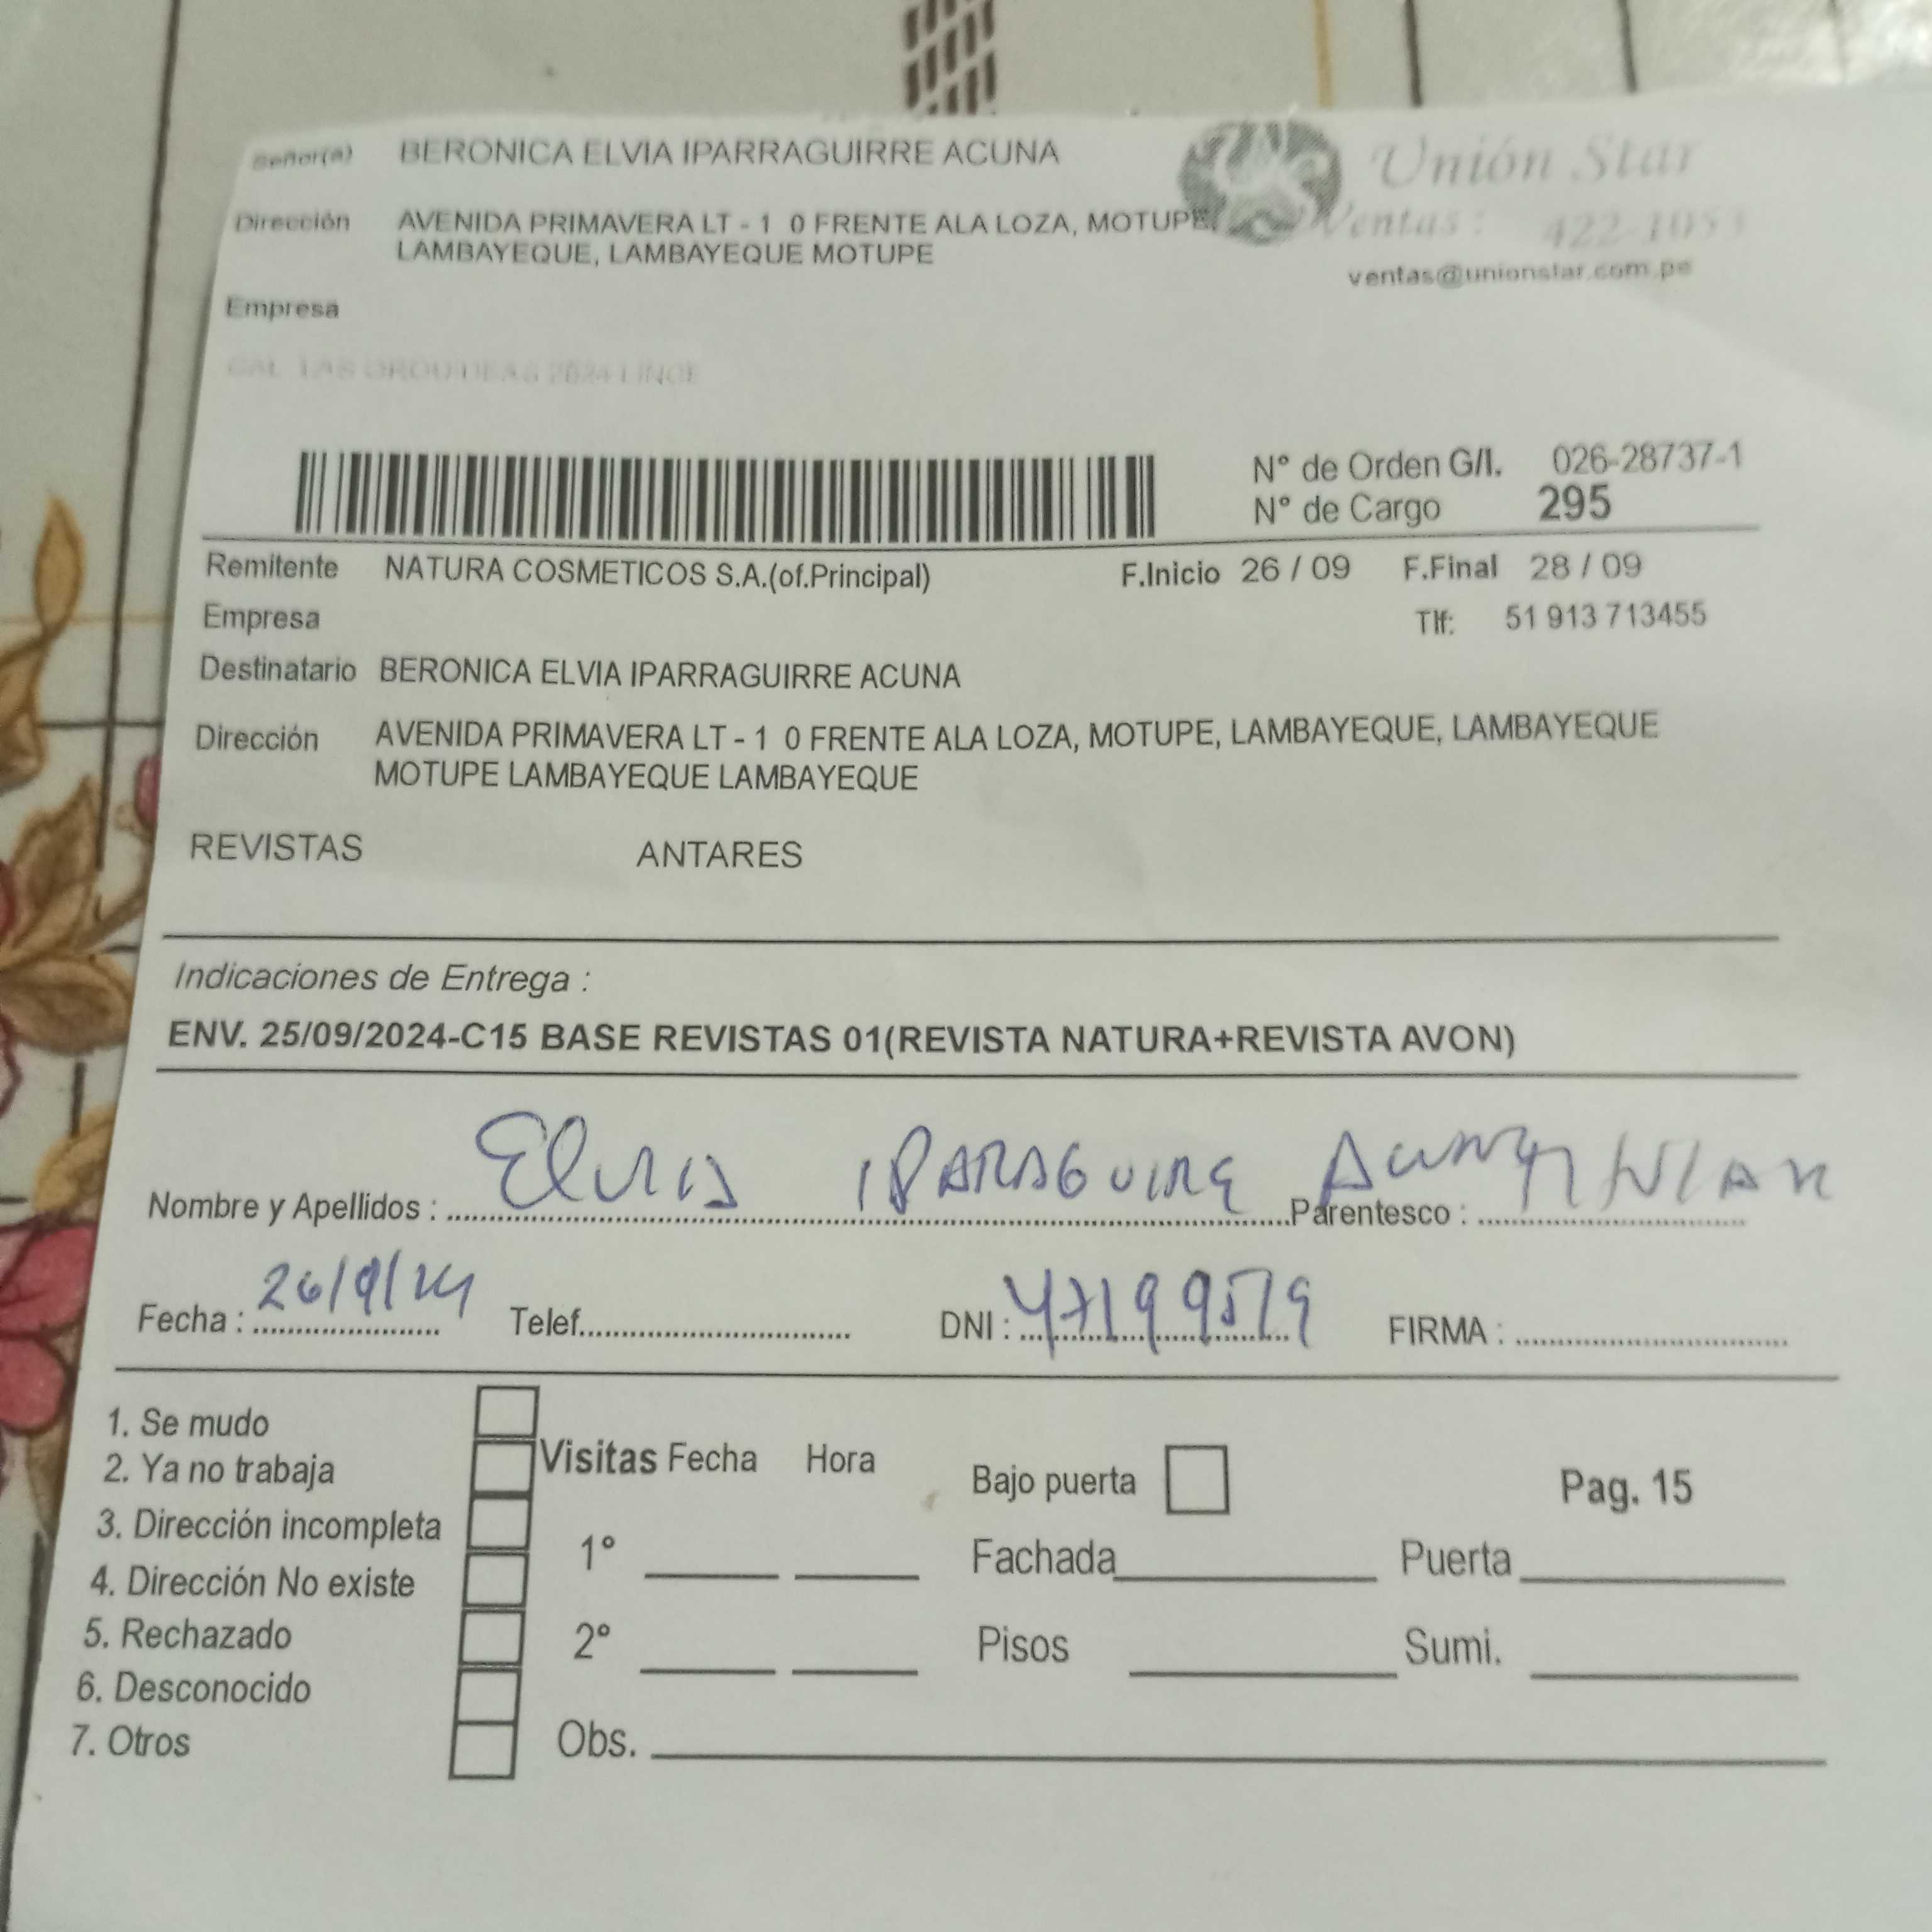 Señor(a) BERONICA ELVIA IPARRAGUIRRE ACUNA
Unión Star
Dirección AVENIDA PRIMAVERA LT - 1 0 FRENTE ALA LOZA, MOTUPE,
LAMBAYEQUE, LAMBAYEQUE MOTUPE
Ventas: 422-1053
ventas@unionstar.com.pe
Empresa
CAL LAS ORQUIDEAS 2624 LINCE
N° de Orden G/I. 026-28737-1
N° de Cargo 295
Remitente NATURA COSMETICOS S.A.(of.Principal) F.Inicio 26 / 09 F.Final 28 / 09
Empresa Tlf: 51 913 713455
Destinatario BERONICA ELVIA IPARRAGUIRRE ACUNA
Dirección AVENIDA PRIMAVERA LT - 1 0 FRENTE ALA LOZA, MOTUPE, LAMBAYEQUE, LAMBAYEQUE
MOTUPE LAMBAYEQUE LAMBAYEQUE
REVISTAS ANTARES
Indicaciones de Entrega :
ENV. 25/09/2024-C15 BASE REVISTAS 01(REVISTA NATURA+REVISTA AVON)
Nombre y Apellidos : Elvia IPARAGUIRE Parentesco :
Fecha : 26/9/24 Telef. DNI : 47199579 FIRMA :
1. Se mudo
2. Ya no trabaja
3. Dirección incompleta
4. Dirección No existe
5. Rechazado
6. Desconocido
7. Otros
Visitas Fecha Hora
1°
2°
Obs.
Bajo puerta Pag. 15
Fachada Puerta
Pisos Sumi.